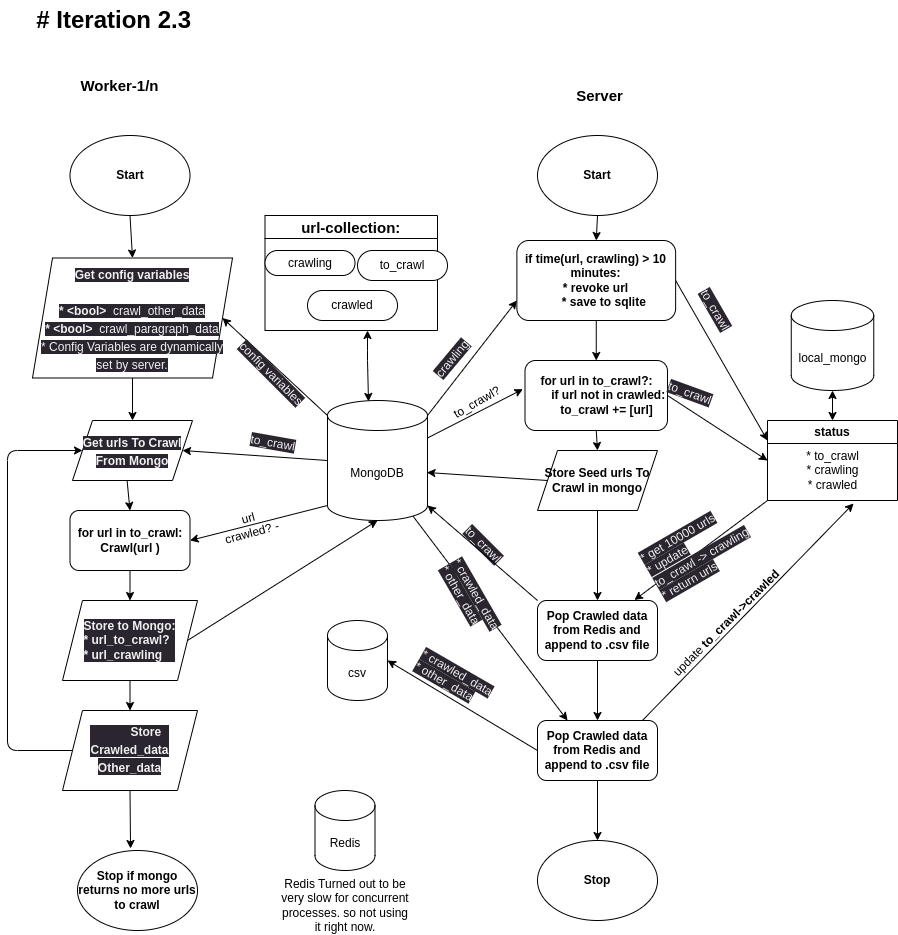 # Iteration 2.3
Worker-1/n
Server
Start
Start
url-collection:
crawling
to_crawl
crawled
Get config variables
* <bool> crawl_other_data
* <bool> crawl_paragraph_data
* Config Variables are dynamically
set by server.
config variables
crawling
if time(url, crawling) > 10
minutes:
* revoke url
* save to sqlite
to_crawl
local_mongo
for url in to_crawl?:
if url not in crawled:
to_crawl += [url]
to_crawl?
to_crawl
status
* to_crawl
* crawling
* crawled
Get urls To Crawl
From Mongo
to_crawl
MongoDB
Store Seed urls To
Crawl in mongo
for url in to_crawl:
Crawl(url )
url
crawled? -
to_crawl
* get 10000 urls
* update
to_crawl -> crawling
* return urls
* crawled_data
* other_data
Store to Mongo:
* url_to_crawl?
* url_crawling
Pop Crawled data
from Redis and
append to .csv file
update to_crawl->crawled
csv
* crawled_data
* other_data
Store
Crawled_data
Other_data
Pop Crawled data
from Redis and
append to .csv file
Redis
Redis Turned out to be
very slow for concurrent
processes. so not using
it right now.
Stop if mongo
returns no more urls
to crawl
Stop